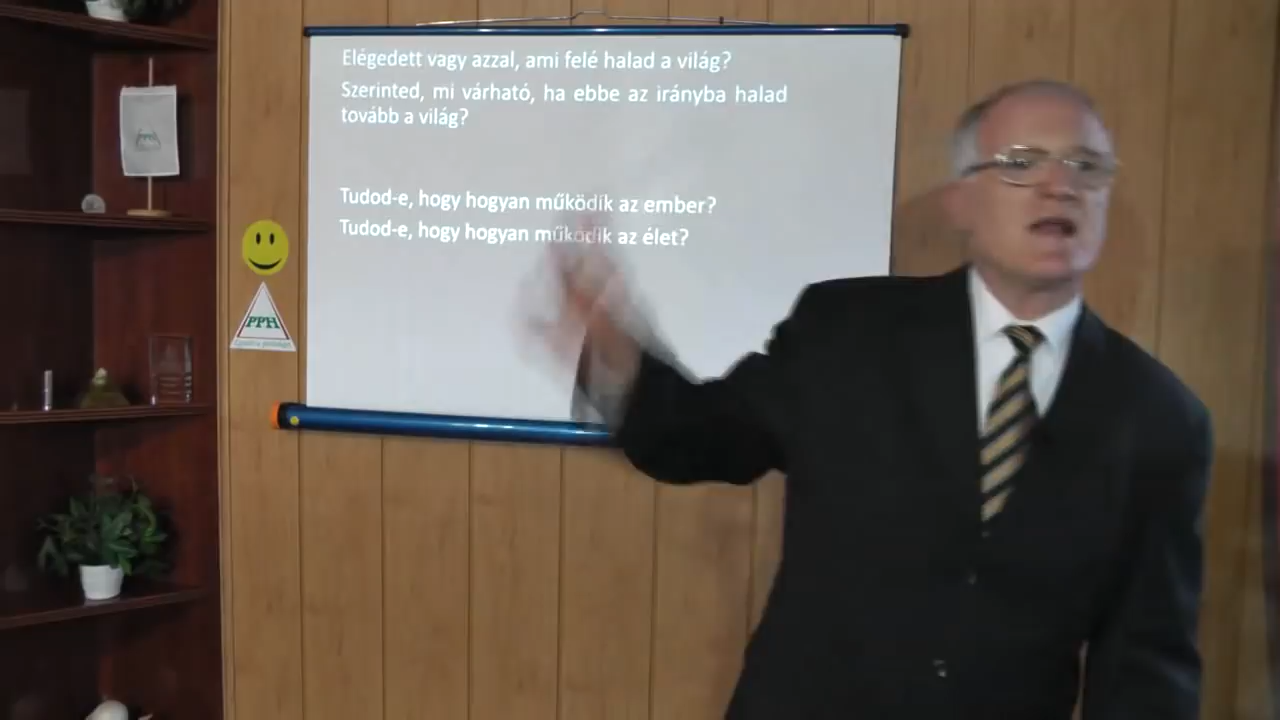 Elégedett vagy azzal, ami felé halad a világ?
Szerinted, mi várható, ha ebbe az irányba halad
tovább a világ?
Tudod-e, hogy hogyan működik az ember?
Tudod-e, hogy hogyan működik az élet?
PPH